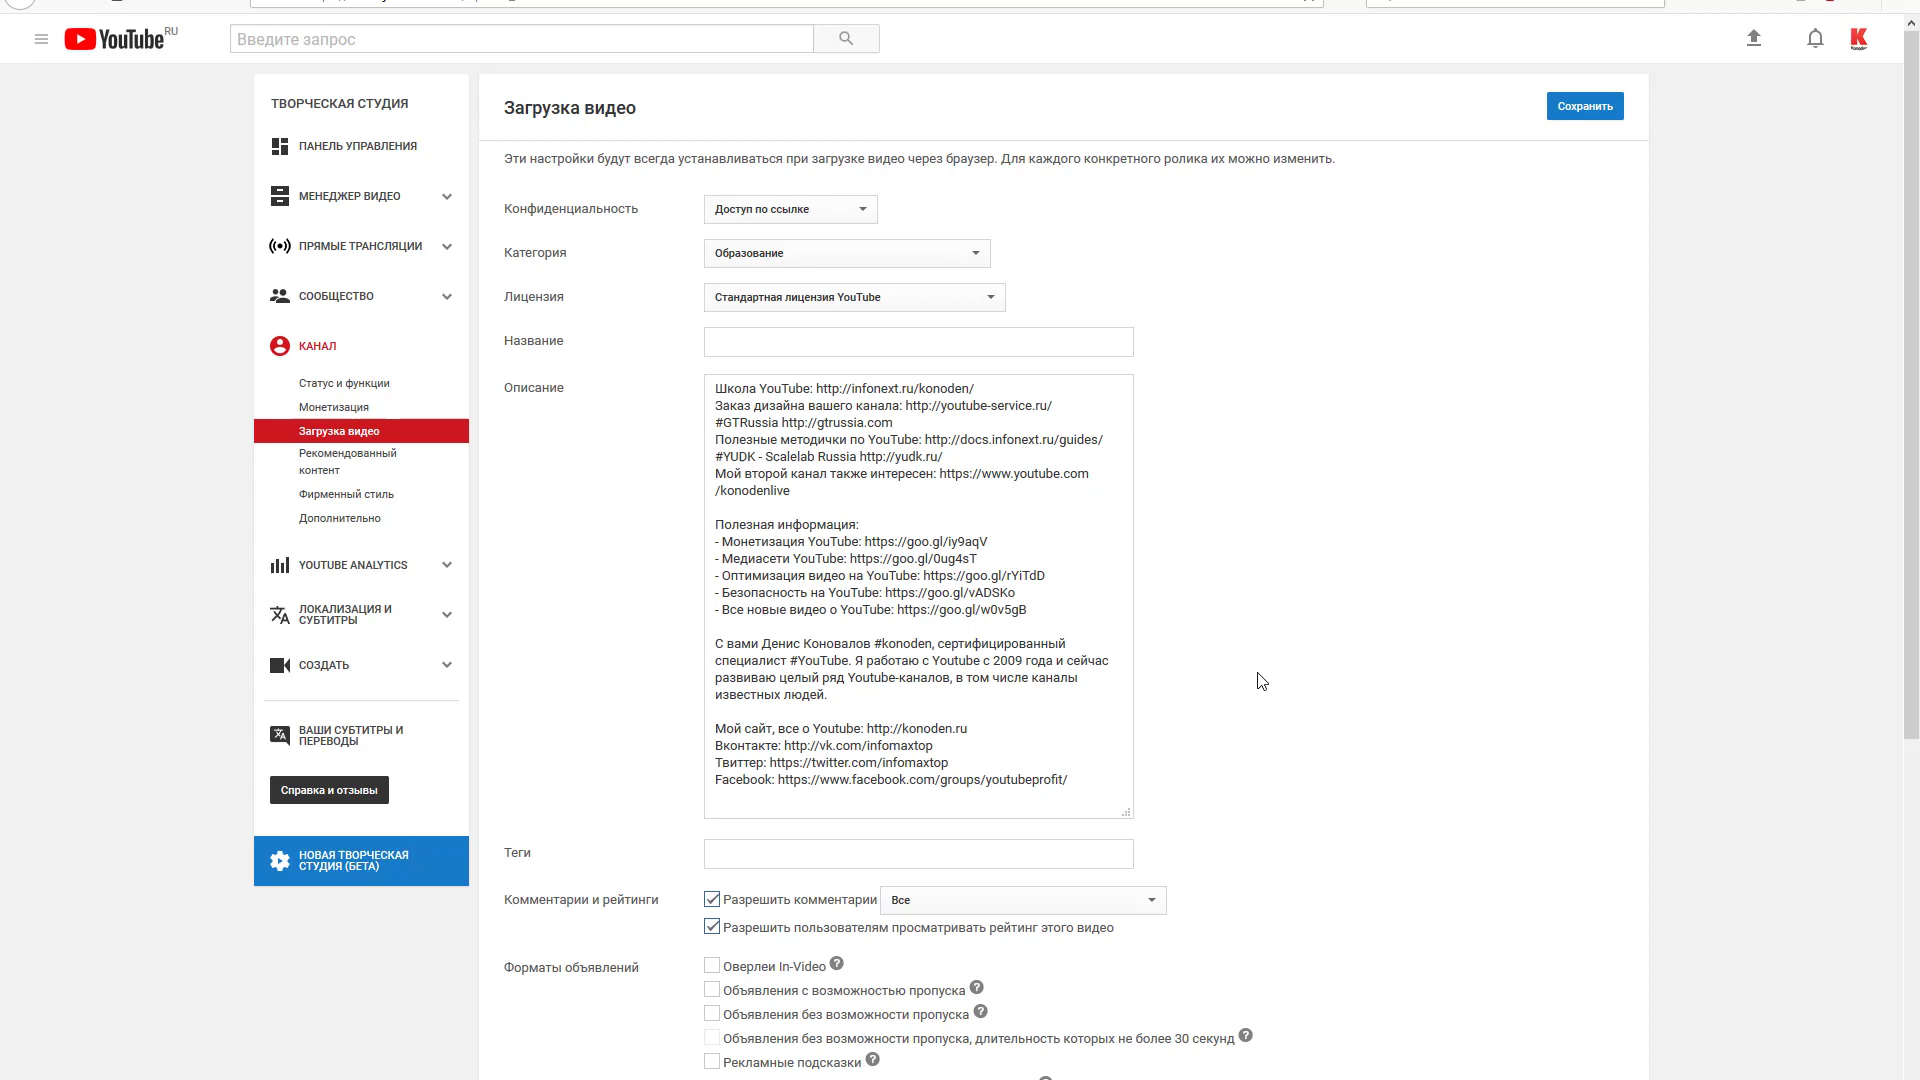 YouTube RU
Введите запрос
ТВОРЧЕСКАЯ СТУДИЯ
ПАНЕЛЬ УПРАВЛЕНИЯ
МЕНЕДЖЕР ВИДЕО
ПРЯМЫЕ ТРАНСЛЯЦИИ
СООБЩЕСТВО
КАНАЛ
Статус и функции
Монетизация
Загрузка видео
Рекомендованный
контент
Фирменный стиль
Дополнительно
YOUTUBE ANALYTICS
ЛОКАЛИЗАЦИЯ И
СУБТИТРЫ
СОЗДАТЬ
ВАШИ СУБТИТРЫ И
ПЕРЕВОДЫ
Справка и отзывы
НОВАЯ ТВОРЧЕСКАЯ
СТУДИЯ (БЕТА)
Загрузка видео
Сохранить
Эти настройки будут всегда устанавливаться при загрузке видео через браузер. Для каждого конкретного ролика их можно изменить.
Конфиденциальность
Доступ по ссылке
Категория
Образование
Лицензия
Стандартная лицензия YouTube
Название
Описание
Школа YouTube: http://infonext.ru/konoden/
Заказ дизайна вашего канала: http://youtube-service.ru/
#GTRussia http://gtrussia.com
Полезные методички по YouTube: http://docs.infonext.ru/guides/
#YUDK - Scalelab Russia http://yudk.ru/
Мой второй канал также интересен: https://www.youtube.com
/konodenlive
Полезная информация:
- Монетизация YouTube: https://goo.gl/iy9aqV
- Медиасети YouTube: https://goo.gl/0ug4sT
- Оптимизация видео на YouTube: https://goo.gl/rYiTdD
- Безопасность на YouTube: https://goo.gl/vADSKo
- Все новые видео о YouTube: https://goo.gl/w0v5gB
С вами Денис Коновалов #konoden, сертифицированный
специалист #YouTube. Я работаю с Youtube с 2009 года и сейчас
развиваю целый ряд Youtube-каналов, в том числе каналы
известных людей.
Мой сайт, все о Youtube: http://konoden.ru
Вконтакте: http://vk.com/infomaxtop
Твиттер: https://twitter.com/infomaxtop
Facebook: https://www.facebook.com/groups/youtubeprofit/
Теги
Комментарии и рейтинги
Разрешить комментарии
Все
Разрешить пользователям просматривать рейтинг этого видео
Форматы объявлений
Оверлеи In-Video ?
Объявления с возможностью пропуска ?
Объявления без возможности пропуска ?
Объявления без возможности пропуска, длительность которых не более 30 секунд ?
Рекламные подсказки ?